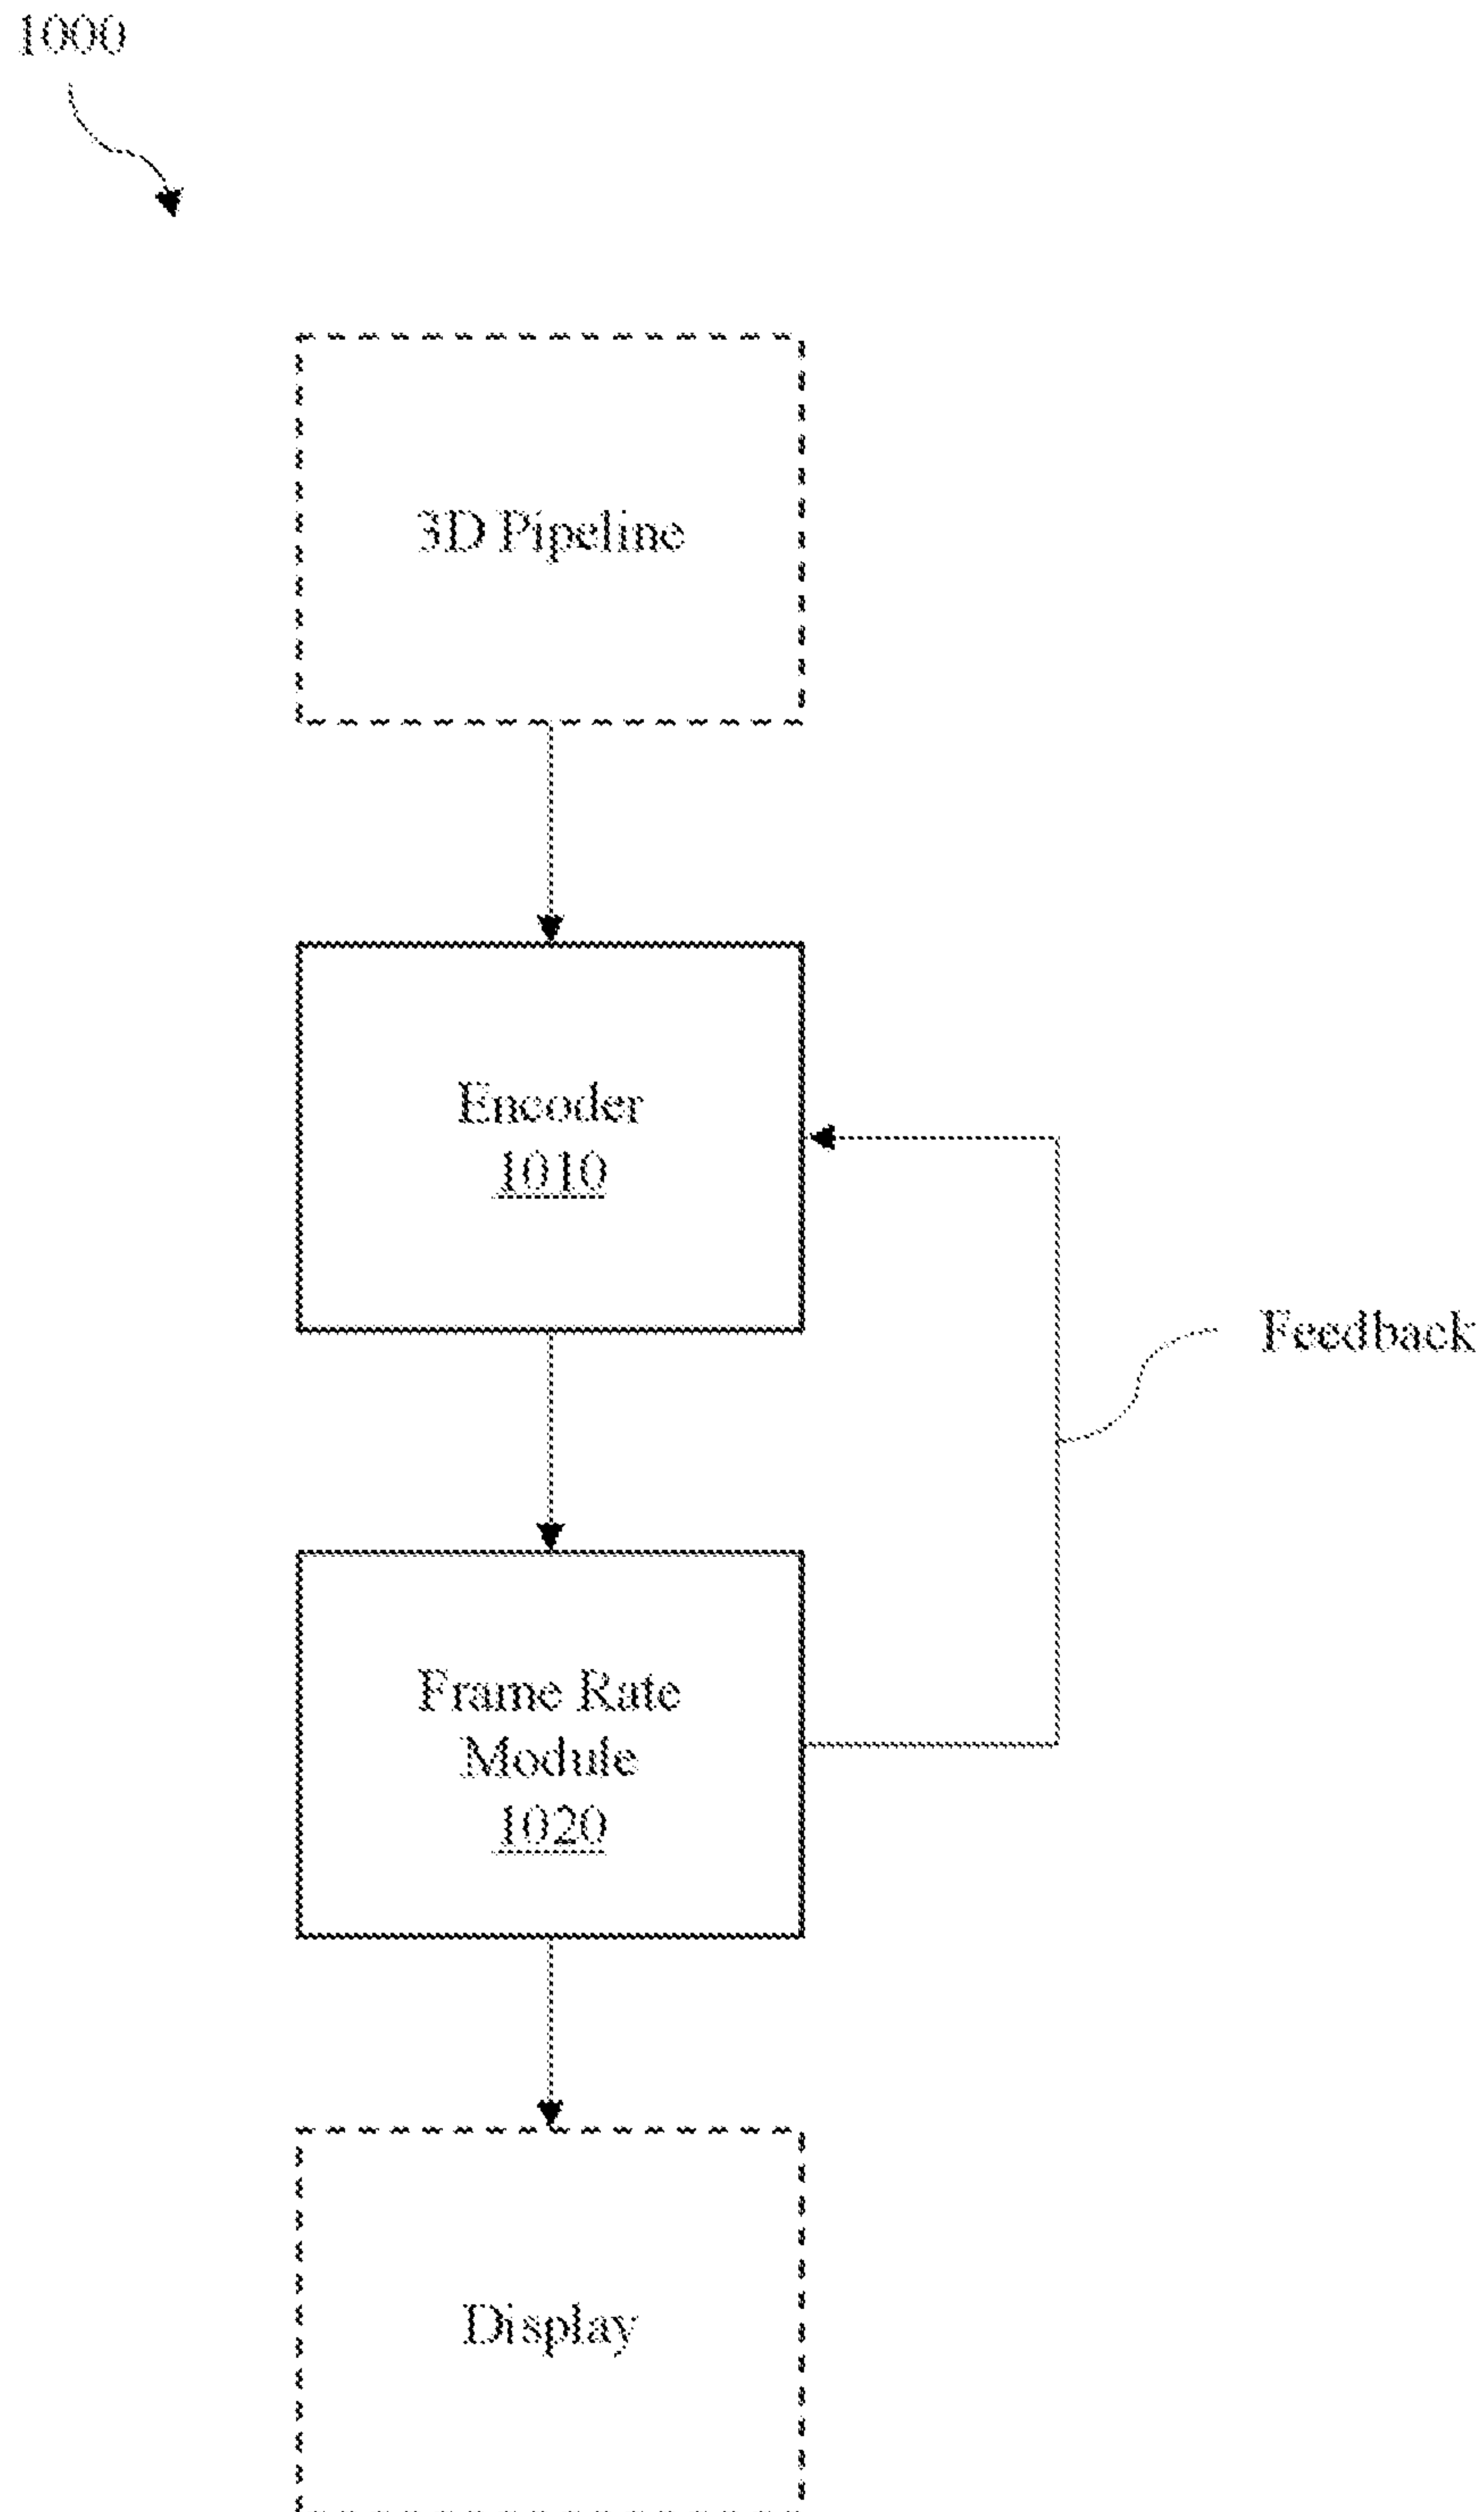 1000
3D Pipeline
Encoder
1010
Feedback
Frame Rate
Module
1020
Display